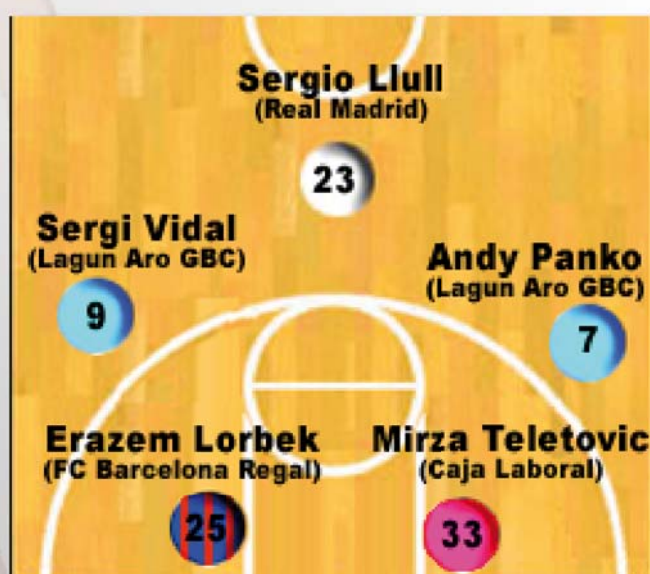 Sergio Llull
(Real Madrid)
23
Sergi Vidal
(Lagun Aro GBC)
9
Andy Panko
(Lagun Aro GBC)
7
Erazem Lorbek
(FC Barcelona Regal)
25
Mirza Teletovic
(Caja Laboral)
33